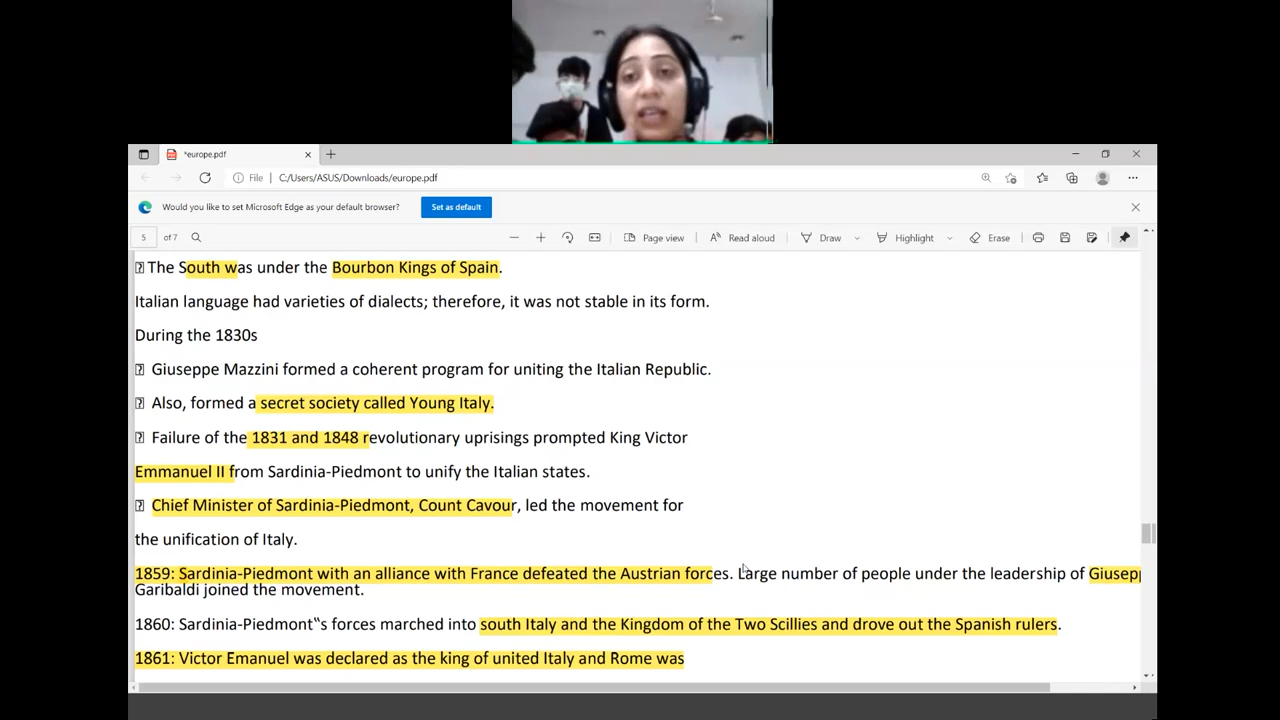 *europe.pdf
File
C:/Users/ASUS/Downloads/europe.pdf
Would you like to set Microsoft Edge as your default browser?
Set as default
5 of 7
Page view
Read aloud
Draw
Highlight
Erase
The South was under the Bourbon Kings of Spain.
Italian language had varieties of dialects; therefore, it was not stable in its form.
During the 1830s
Giuseppe Mazzini formed a coherent program for uniting the Italian Republic.
Also, formed a secret society called Young Italy.
Failure of the 1831 and 1848 revolutionary uprisings prompted King Victor
Emmanuel II from Sardinia-Piedmont to unify the Italian states.
Chief Minister of Sardinia-Piedmont, Count Cavour, led the movement for
the unification of Italy.
1859: Sardinia-Piedmont with an alliance with France defeated the Austrian forces. Large number of people under the leadership of Giusepp
Garibaldi joined the movement.
1860: Sardinia-Piedmont‟s forces marched into south Italy and the Kingdom of the Two Scillies and drove out the Spanish rulers.
1861: Victor Emanuel was declared as the king of united Italy and Rome was